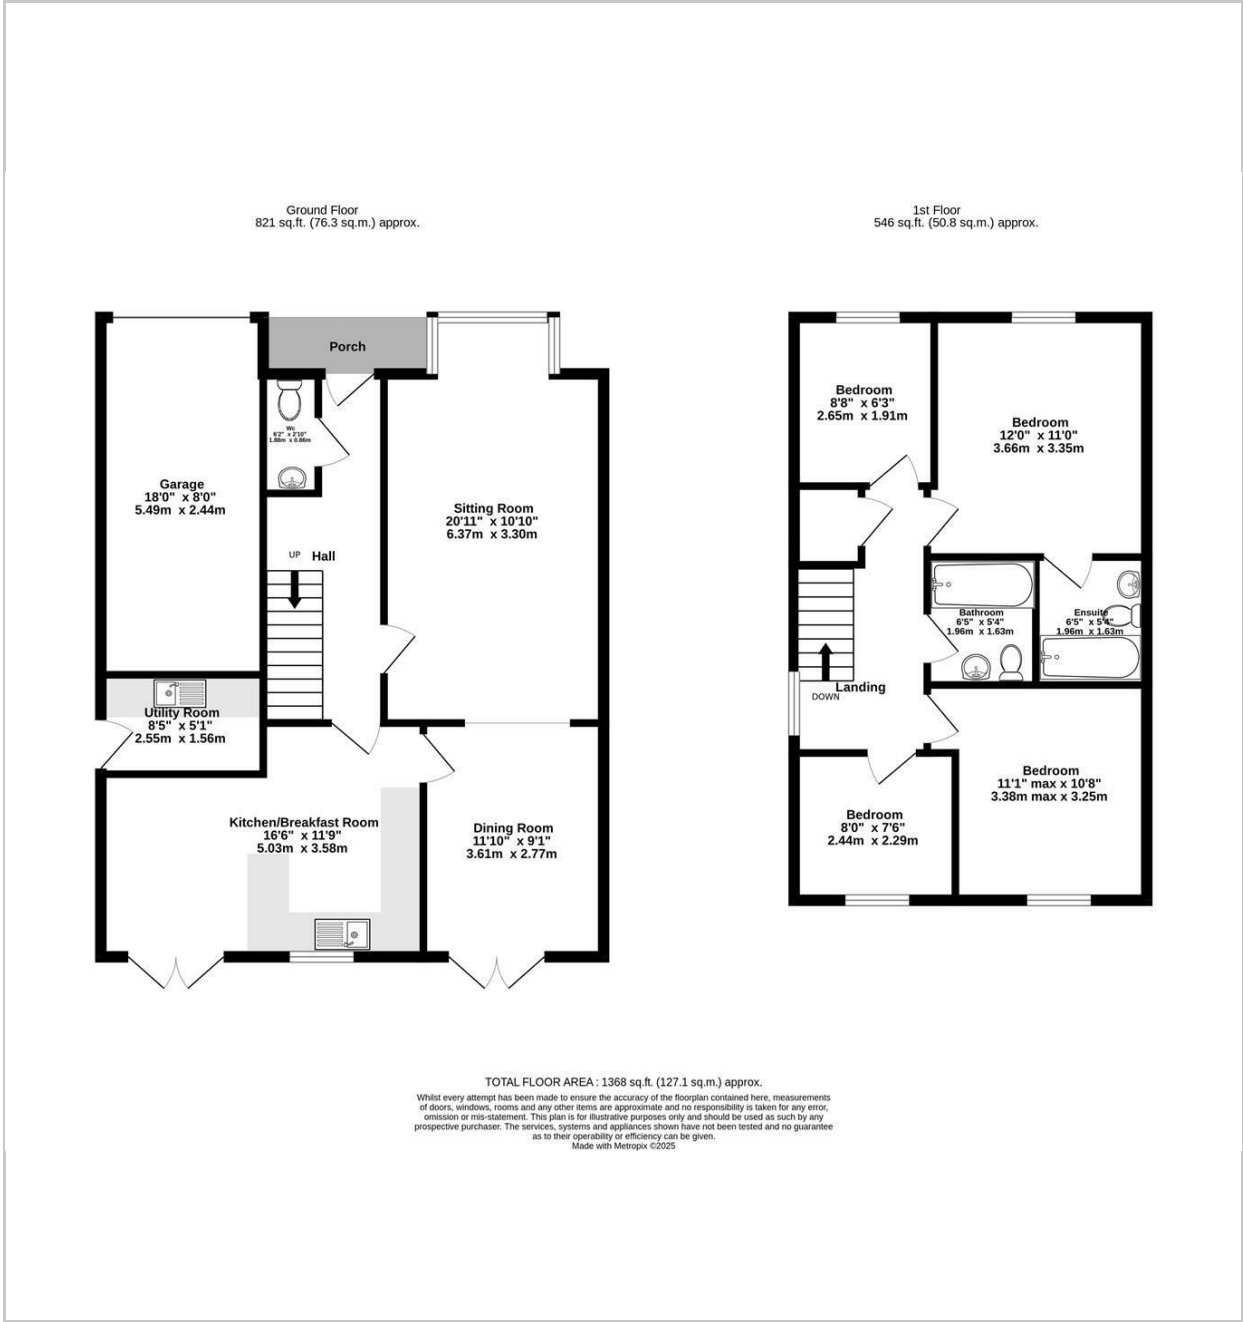 Ground Floor
821 sq.ft. (76.3 sq.m.) approx.
Porch
Wc
6'2" x 2'10"
1.88m x 0.86m
Garage
18'0" x 8'0"
5.49m x 2.44m
Sitting Room
20'11" x 10'10"
6.37m x 3.30m
UP
Hall
Utility Room
8'5" x 5'1"
2.55m x 1.56m
Kitchen/Breakfast Room
16'6" x 11'9"
5.03m x 3.58m
Dining Room
11'10" x 9'1"
3.61m x 2.77m
1st Floor
546 sq.ft. (50.8 sq.m.) approx.
Bedroom
8'8" x 6'3"
2.65m x 1.91m
Bedroom
12'0" x 11'0"
3.66m x 3.35m
Bathroom
6'5" x 5'4"
1.96m x 1.63m
Ensuite
6'5" x 5'4"
1.96m x 1.63m
Landing
DOWN
Bedroom
11'1" max x 10'8"
3.38m max x 3.25m
Bedroom
8'0" x 7'6"
2.44m x 2.29m
TOTAL FLOOR AREA : 1368 sq.ft. (127.1 sq.m.) approx.
Whilst every attempt has been made to ensure the accuracy of the floorplan contained here, measurements
of doors, windows, rooms and any other items are approximate and no responsibility is taken for any error,
omission or mis-statement. This plan is for illustrative purposes only and should be used as such by any
prospective purchaser. The services, systems and appliances shown have not been tested and no guarantee
as to their operability or efficiency can be given.
Made with Metropix ©2025